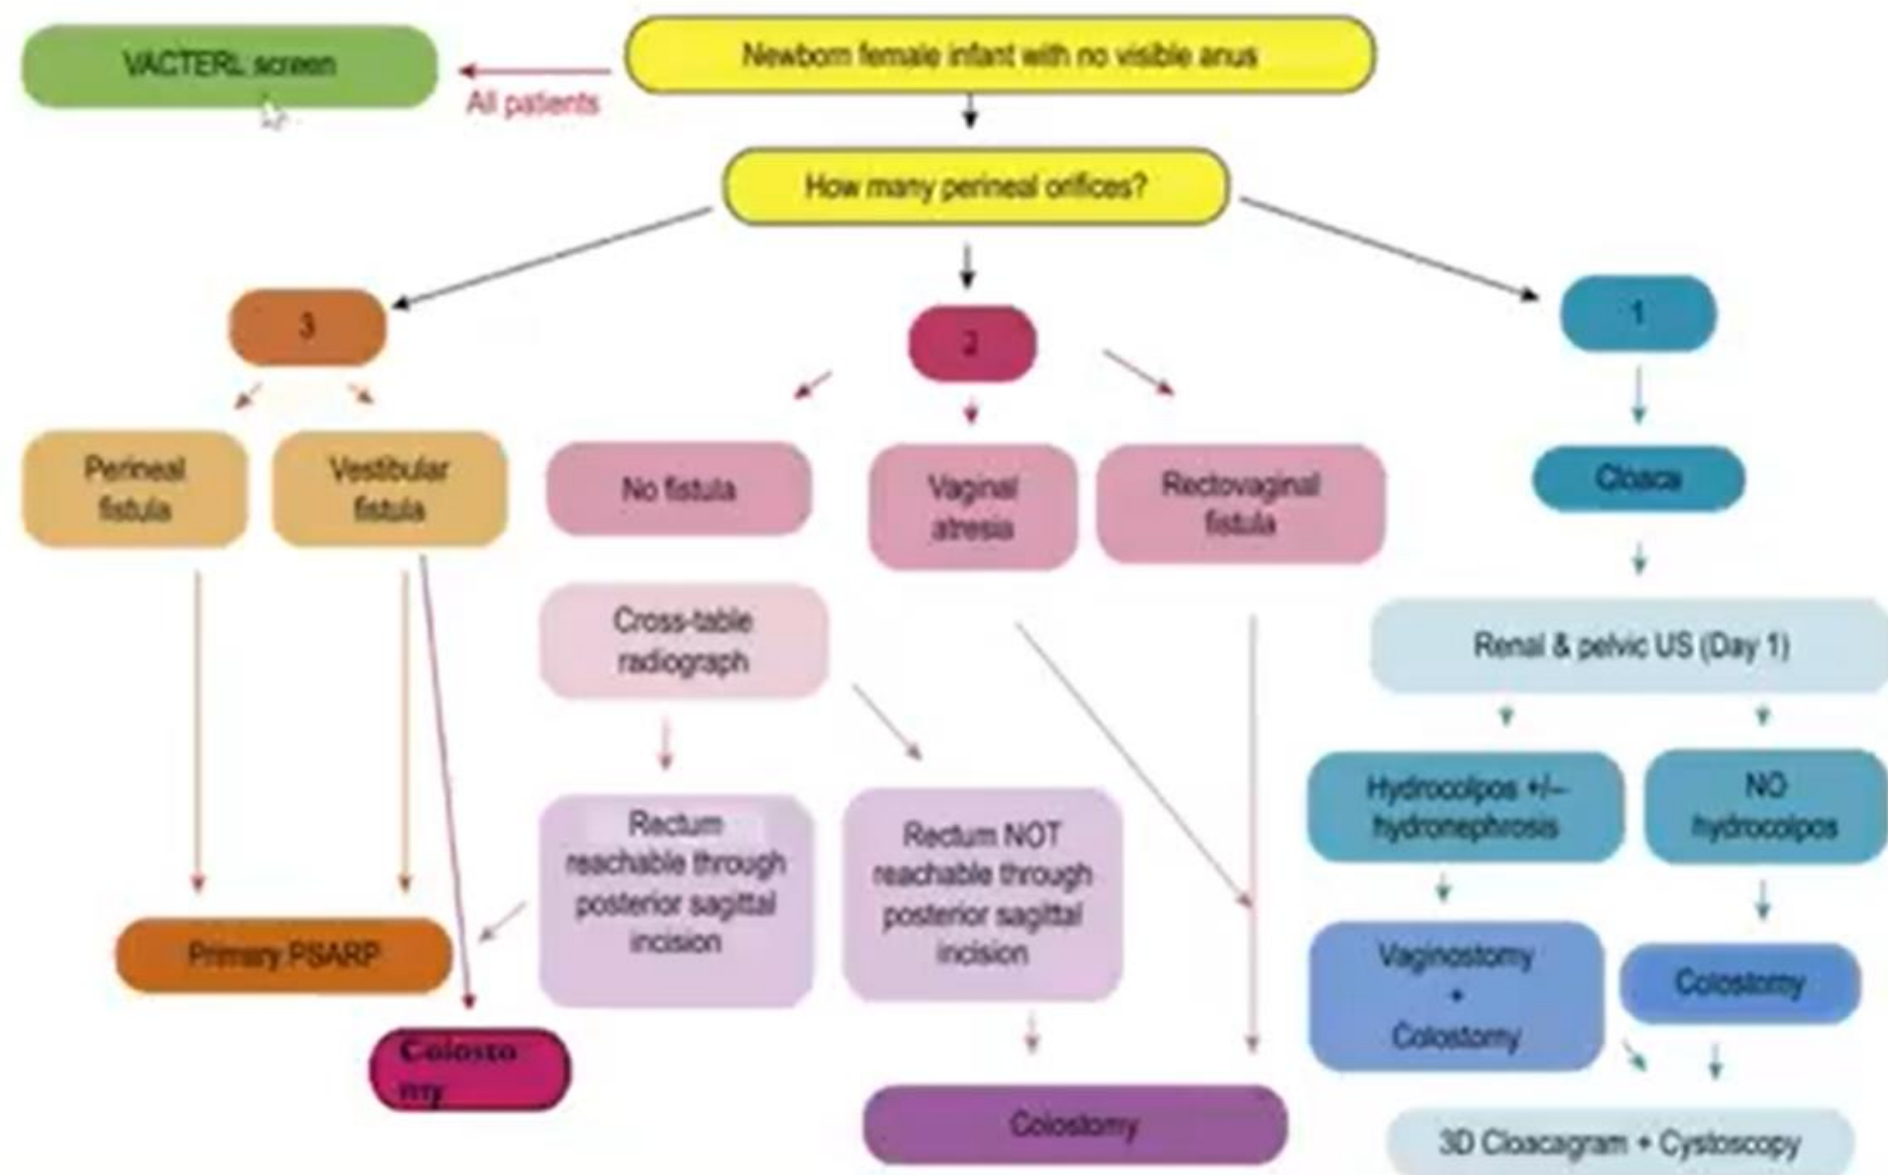 VACTERL screen
All patients
Newborn female infant with no visible anus
How many perineal orifices?
3
2
1
Perineal
fistula
Vestibular
fistula
No fistula
Vaginal
atresia
Rectovaginal
fistula
Cloaca
Cross-table
radiograph
Renal & pelvic US (Day 1)
Rectum
reachable through
posterior sagittal
incision
Rectum NOT
reachable through
posterior sagittal
incision
Hydrocolpos +/–
hydronephrosis
NO
hydrocolpos
Primary PSARP
Vaginostomy
+
Colostomy
Colostomy
Colosto
my
Colostomy
3D Cloacagram + Cystoscopy